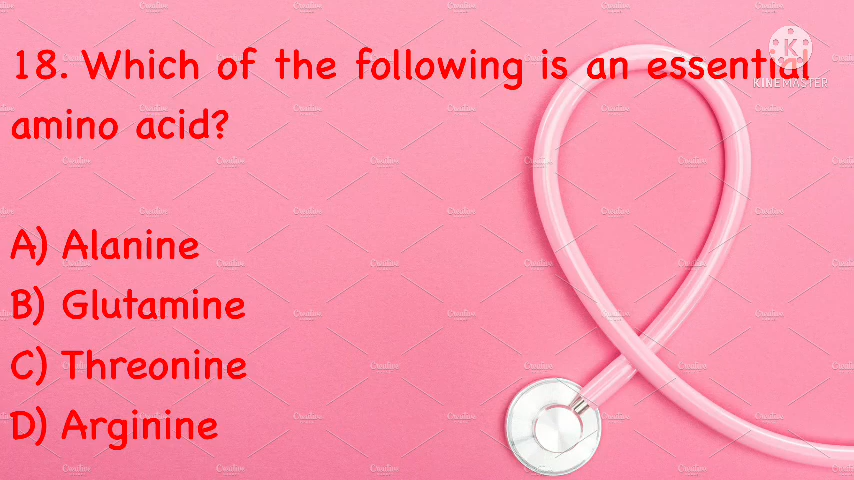 18. Which of the following is an essential
KINEMASTER
amino acid?
A) Alanine
B) Glutamine
C) Threonine
D) Arginine